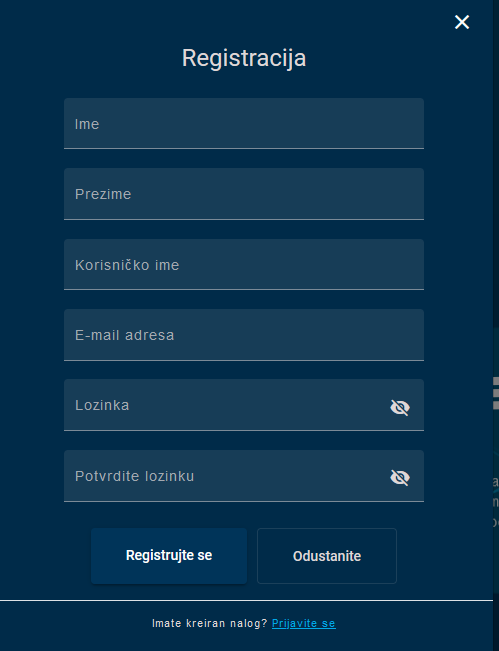 Registracija
Ime
Prezime
Korisničko ime
E-mail adresa
Lozinka
Potvrdite lozinku
Registrujte se
Odustanite
Imate kreiran nalog? Prijavite se